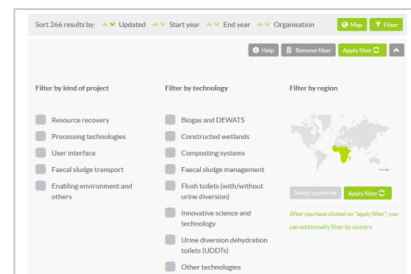 Sort 266 results by: Updated Start year End year Organisation Map Filter
Help Remove filter Apply filter
Filter by kind of project Filter by technology Filter by region
Resource recovery
Processing technologies
User interface
Faecal sludge transport
Enabling environment and
others
Biogas and DEWATS
Constructed wetlands
Composting systems
Faecal sludge management
Flush toilets (with/without
urine diversion)
Innovative science and
technology
Urine diversion dehydration
toilets (UDDTs)
Other technologies
Select countries Apply filter
After you have clicked on "apply filter", you
can additionally filter by country.